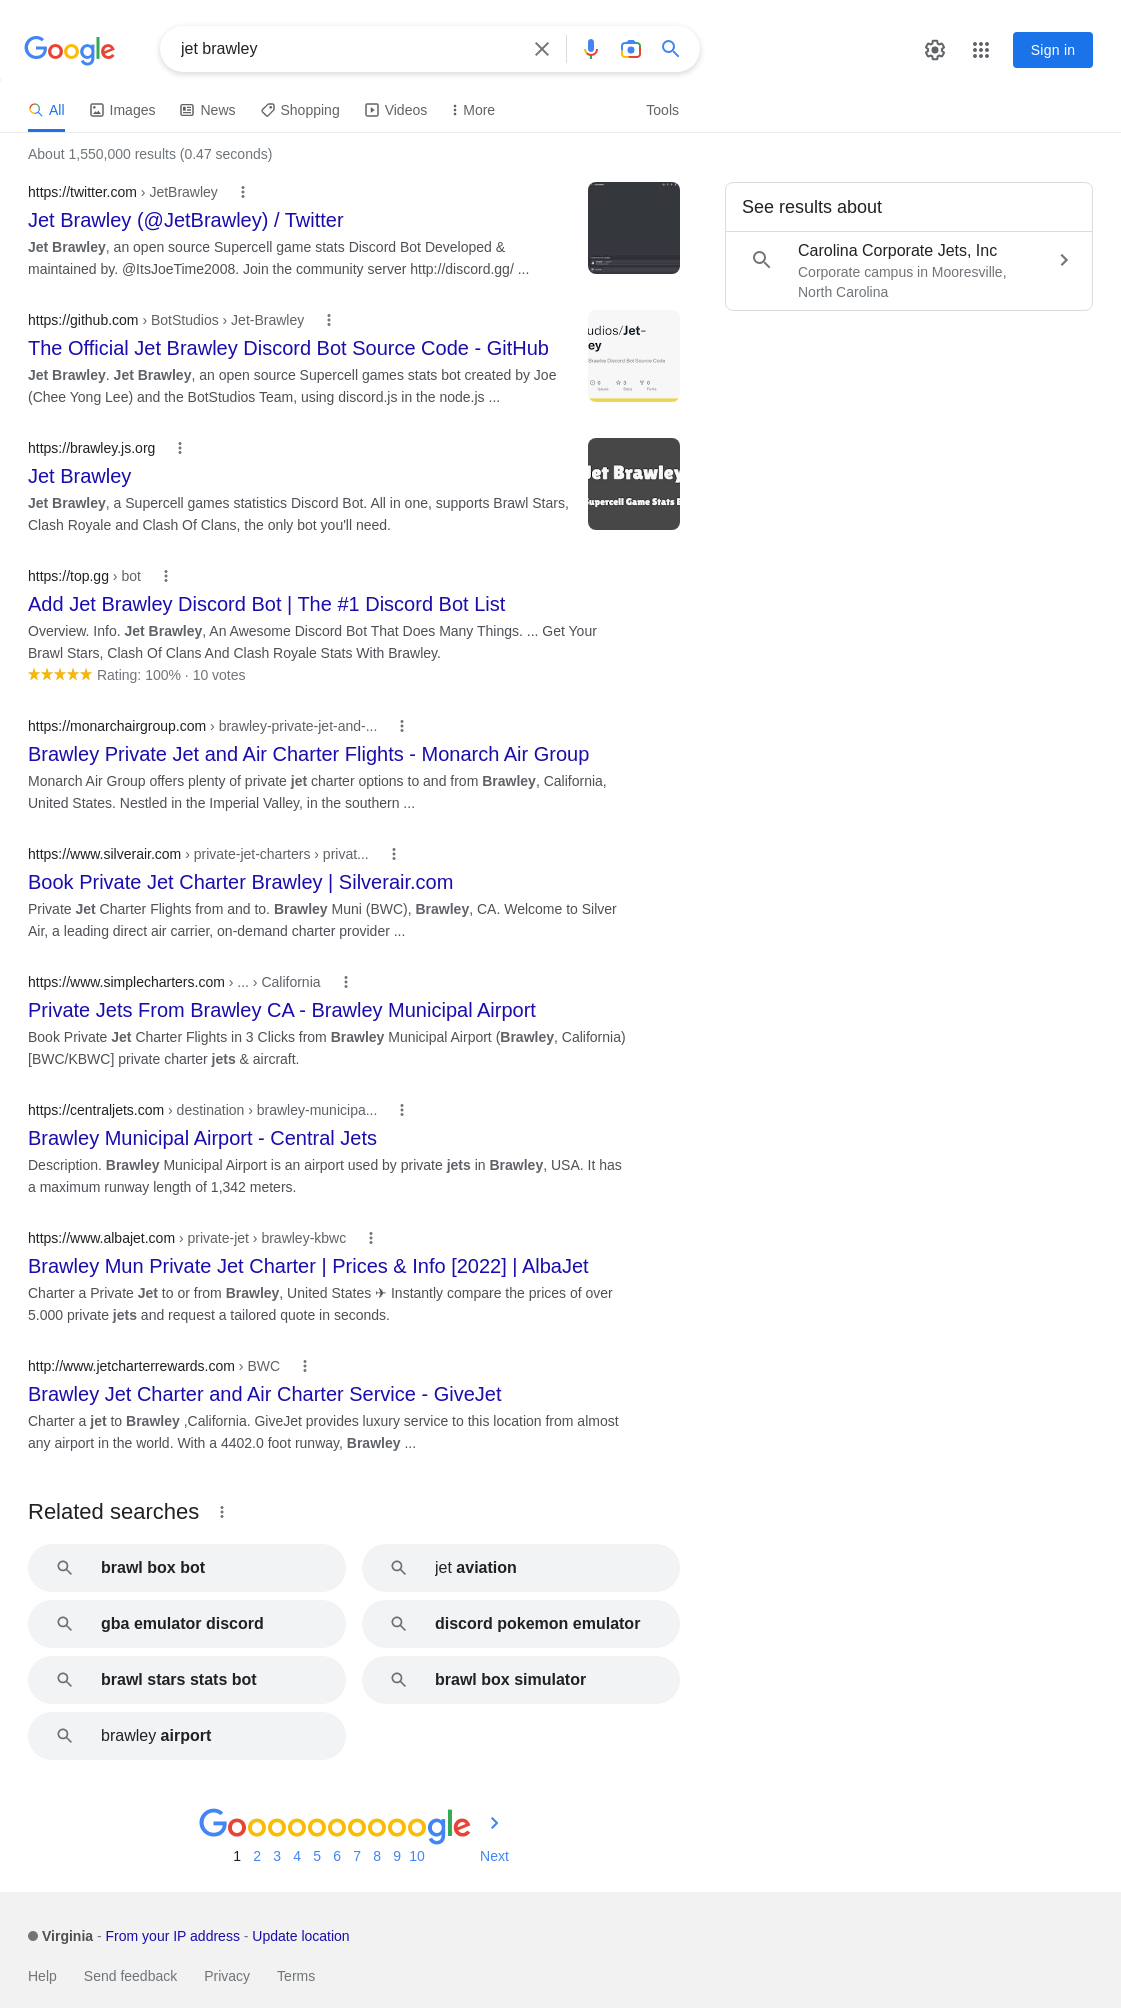 Google
jet brawley
Sign in
All
Images
News
Videos
Shopping
More
Tools
About 1,550,000 results (0.47 seconds)
https://twitter.com › JetBrawley
Jet Brawley (@JetBrawley) / Twitter
Jet Brawley, an open source Supercell game stats Discord Bot Developed &
maintained by. @ItsJoeTime2008. Join the community server http://discord.gg/ ...
https://github.com › BotStudios › Jet-Brawley
The Official Jet Brawley Discord Bot Source Code - GitHub
Jet Brawley. Jet Brawley, an open source Supercell games stats bot created by Joe
(Chee Yong Lee) and the BotStudios Team, using discord.js in the node.js ...
udios/Jet-
ey
Brawley Discord Bot Source Code
0
3
0
Issues
Stars
Forks
https://brawley.js.org
Jet Brawley
Jet Brawley, a Supercell games statistics Discord Bot. All in one, supports Brawl Stars,
Clash Royale and Clash Of Clans, the only bot you'll need.
Jet Brawley
Supercell Game Stats B
https://top.gg › bot
Add Jet Brawley Discord Bot | The #1 Discord Bot List
Overview. Info. Jet Brawley, An Awesome Discord Bot That Does Many Things. ... Get Your
Brawl Stars, Clash Of Clans And Clash Royale Stats With Brawley.
Rating: 100% · 10 votes
https://monarchairgroup.com › brawley-private-jet-and-...
Brawley Private Jet and Air Charter Flights - Monarch Air Group
Monarch Air Group offers plenty of private jet charter options to and from Brawley, California,
United States. Nestled in the Imperial Valley, in the southern ...
https://www.silverair.com › private-jet-charters › privat...
Book Private Jet Charter Brawley | Silverair.com
Private Jet Charter Flights from and to. Brawley Muni (BWC), Brawley, CA. Welcome to Silver
Air, a leading direct air carrier, on-demand charter provider ...
https://www.simplecharters.com › ... › California
Private Jets From Brawley CA - Brawley Municipal Airport
Book Private Jet Charter Flights in 3 Clicks from Brawley Municipal Airport (Brawley, California)
[BWC/KBWC] private charter jets & aircraft.
https://centraljets.com › destination › brawley-municipa...
Brawley Municipal Airport - Central Jets
Description. Brawley Municipal Airport is an airport used by private jets in Brawley, USA. It has
a maximum runway length of 1,342 meters.
https://www.albajet.com › private-jet › brawley-kbwc
Brawley Mun Private Jet Charter | Prices & Info [2022] | AlbaJet
Charter a Private Jet to or from Brawley, United States ✈ Instantly compare the prices of over
5.000 private jets and request a tailored quote in seconds.
http://www.jetcharterrewards.com › BWC
Brawley Jet Charter and Air Charter Service - GiveJet
Charter a jet to Brawley ,California. GiveJet provides luxury service to this location from almost
any airport in the world. With a 4402.0 foot runway, Brawley ...
See results about
Carolina Corporate Jets, Inc
Corporate campus in Mooresville,
North Carolina
Related searches
brawl box bot
jet aviation
gba emulator discord
discord pokemon emulator
brawl stars stats bot
brawl box simulator
brawley airport
Goooooooooogle
1 2 3 4 5 6 7 8 9 10 Next
Virginia - From your IP address - Update location
Help Send feedback Privacy Terms